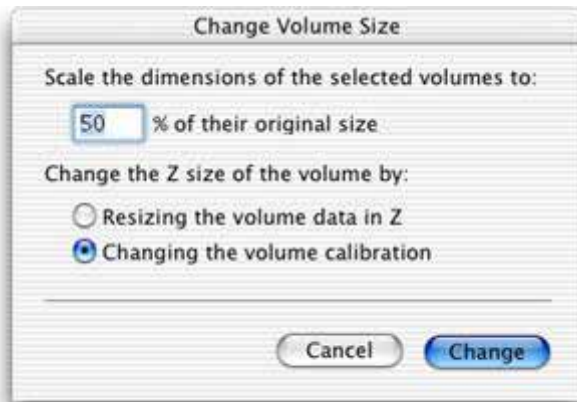 Change Volume Size
Scale the dimensions of the selected volumes to:
50 % of their original size
Change the Z size of the volume by:
Resizing the volume data in Z
Changing the volume calibration
Cancel Change